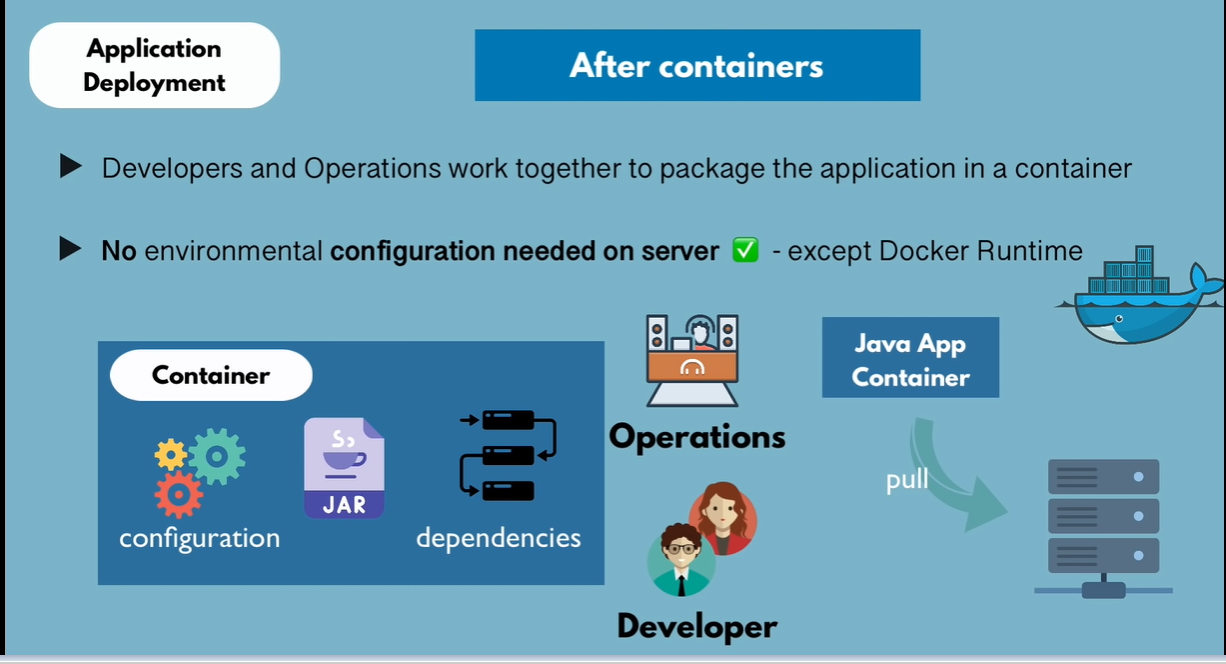 Application
Deployment
After containers
Developers and Operations work together to package the application in a container
No environmental configuration needed on server ✅ - except Docker Runtime
Container
configuration
JAR
dependencies
Operations
Developer
Java App
Container
pull